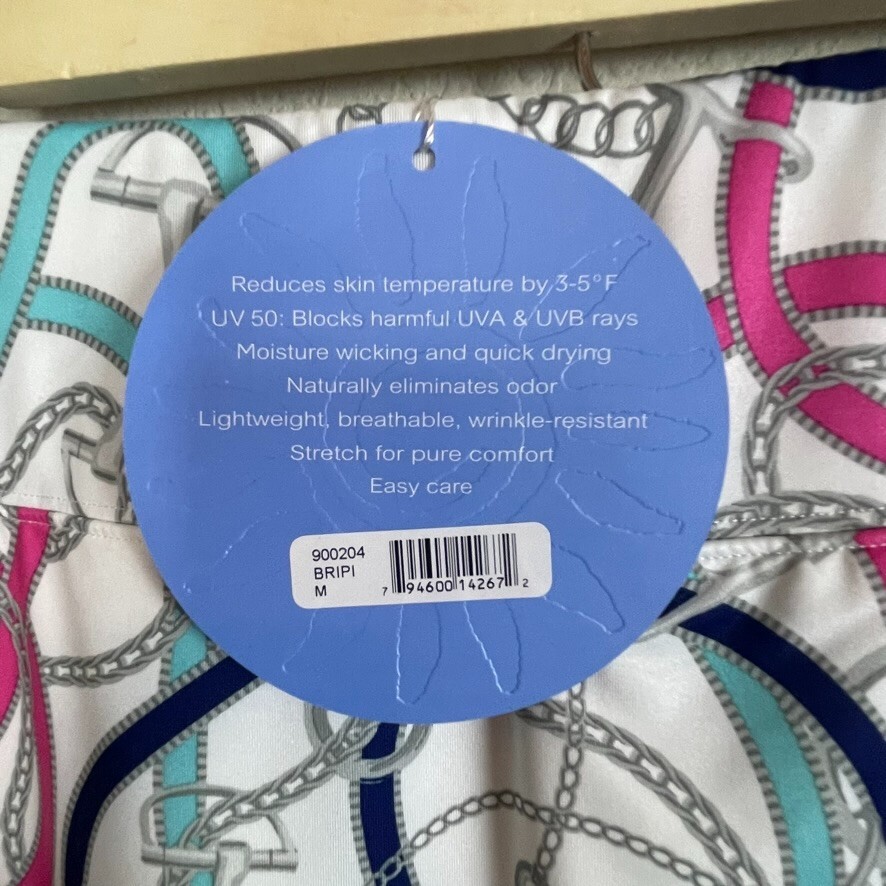 Reduces skin temperature by 3-5°F
UV 50: Blocks harmful UVA & UVB rays
Moisture wicking and quick drying
Naturally eliminates odor
Lightweight, breathable, wrinkle-resistant
Stretch for pure comfort
Easy care
900204
BRIPI
M
7 94600 14267 2